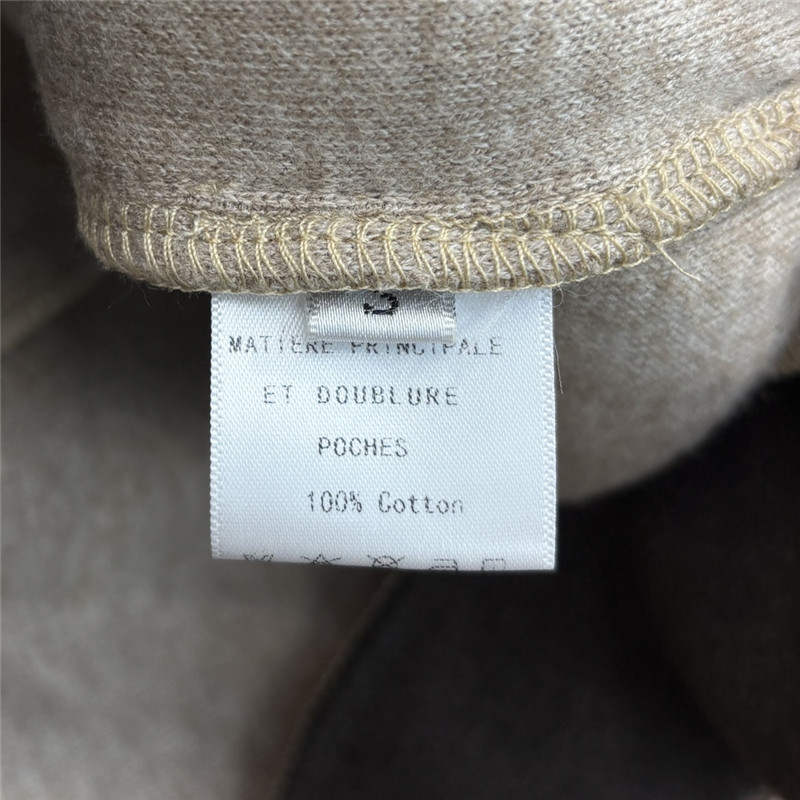 MATIERE PRINCIPALE
ET DOUBLURE
POCHES
100% Cotton